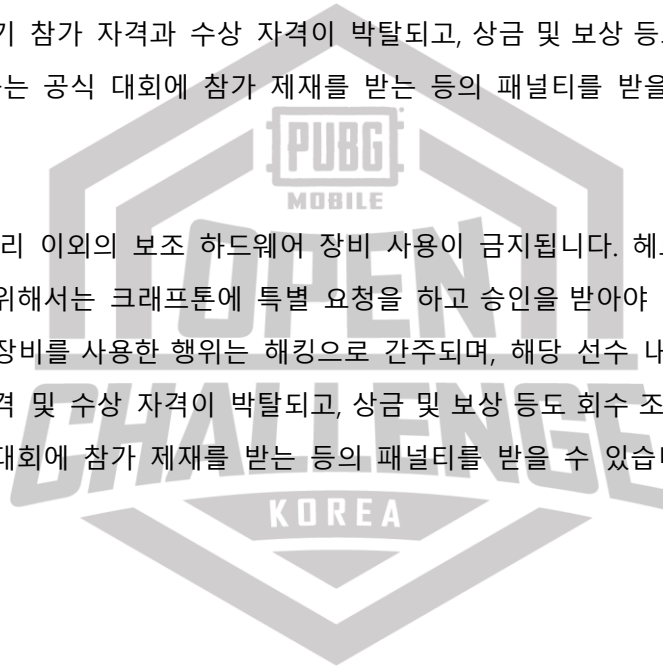 기 참가 자격과 수상 자격이 박탈되고, 상금 및 보상 등
는 공식 대회에 참가 제재를 받는 등의 패널티를 받을
PUBG
MOBILE
리 이외의 보조 하드웨어 장비 사용이 금지됩니다. 헤
OPEN
위해서는 크래프톤에 특별 요청을 하고 승인을 받아야
장비를 사용한 행위는 해킹으로 간주되며, 해당 선수 내
격 및 수상 자격이 박탈되고, 상금 및 보상 등도 회수 조
CHALLENGE
대회에 참가 제재를 받는 등의 패널티를 받을 수 있습
KOREA